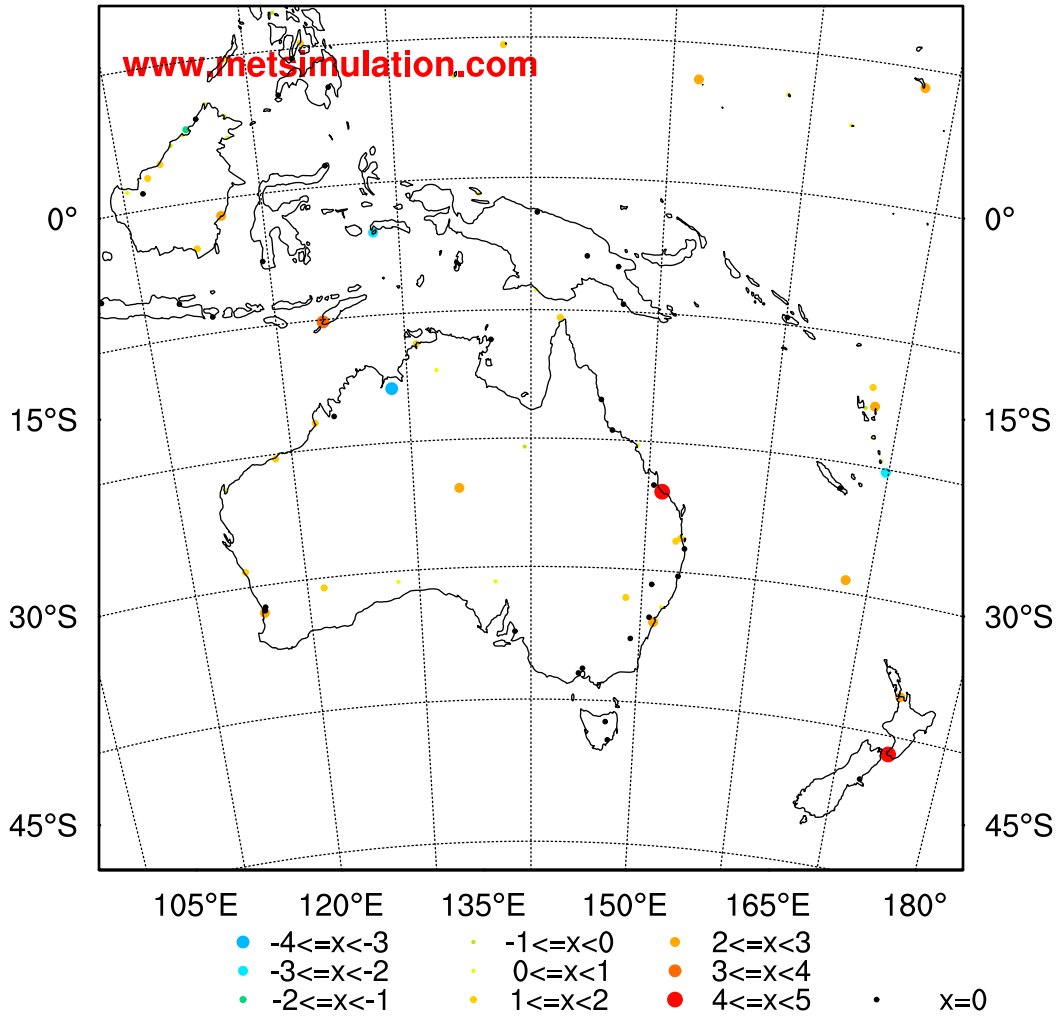 www.metsimulation.com
0° 0°
15°S 15°S
30°S 30°S
45°S 45°S
105°E 120°E 135°E 150°E 165°E 180°
-4<=x<-3 -1<=x<0 2<=x<3
-3<=x<-2 0<=x<1 3<=x<4
-2<=x<-1 1<=x<2 4<=x<5 x=0